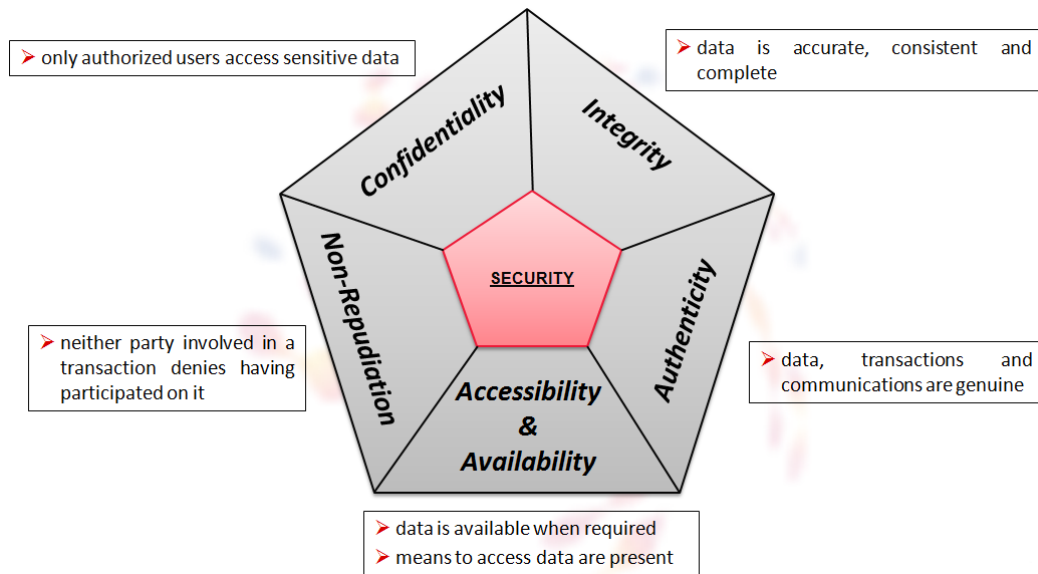 ➢ only authorized users access sensitive data
➢ data is accurate, consistent and
complete
Confidentiality
Integrity
SECURITY
Non-Repudiation
Authenticity
➢ neither party involved in a
transaction denies having
participated on it
➢ data, transactions and
communications are genuine
Accessibility
&
Availability
➢ data is available when required
➢ means to access data are present